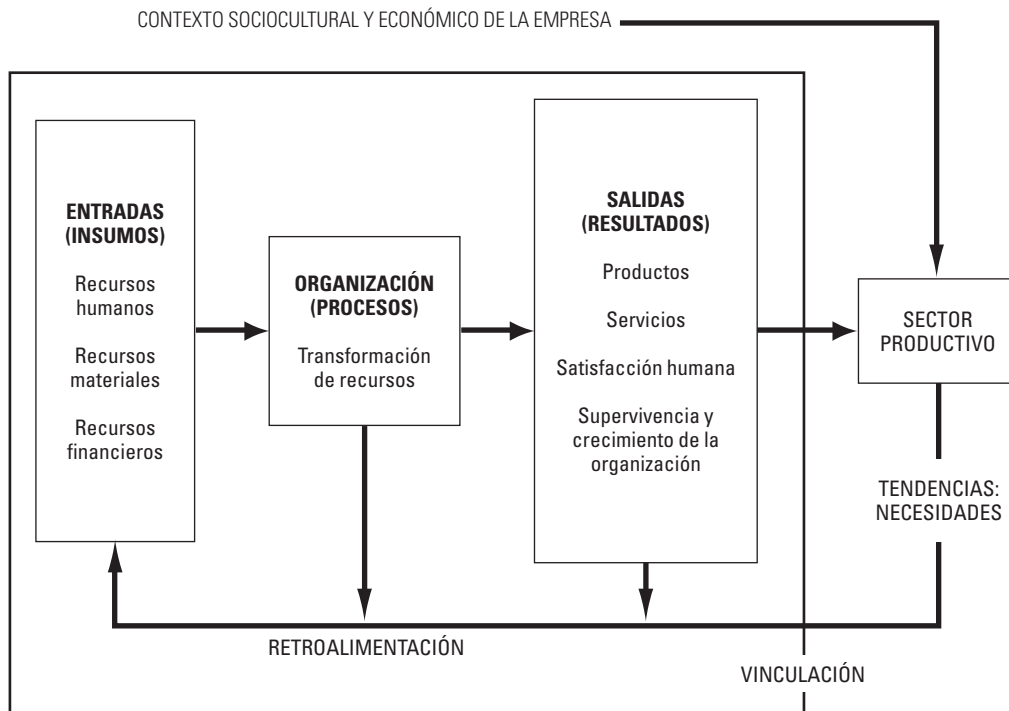 CONTEXTO SOCIOCULTURAL Y ECONÓMICO DE LA EMPRESA
ENTRADAS
(INSUMOS)
Recursos
humanos
Recursos
materiales
Recursos
financieros
ORGANIZACIÓN
(PROCESOS)
Transformación
de recursos
SALIDAS
(RESULTADOS)
Productos
Servicios
Satisfacción humana
Supervivencia y
crecimiento de la
organización
SECTOR
PRODUCTIVO
TENDENCIAS:
NECESIDADES
RETROALIMENTACIÓN
VINCULACIÓN